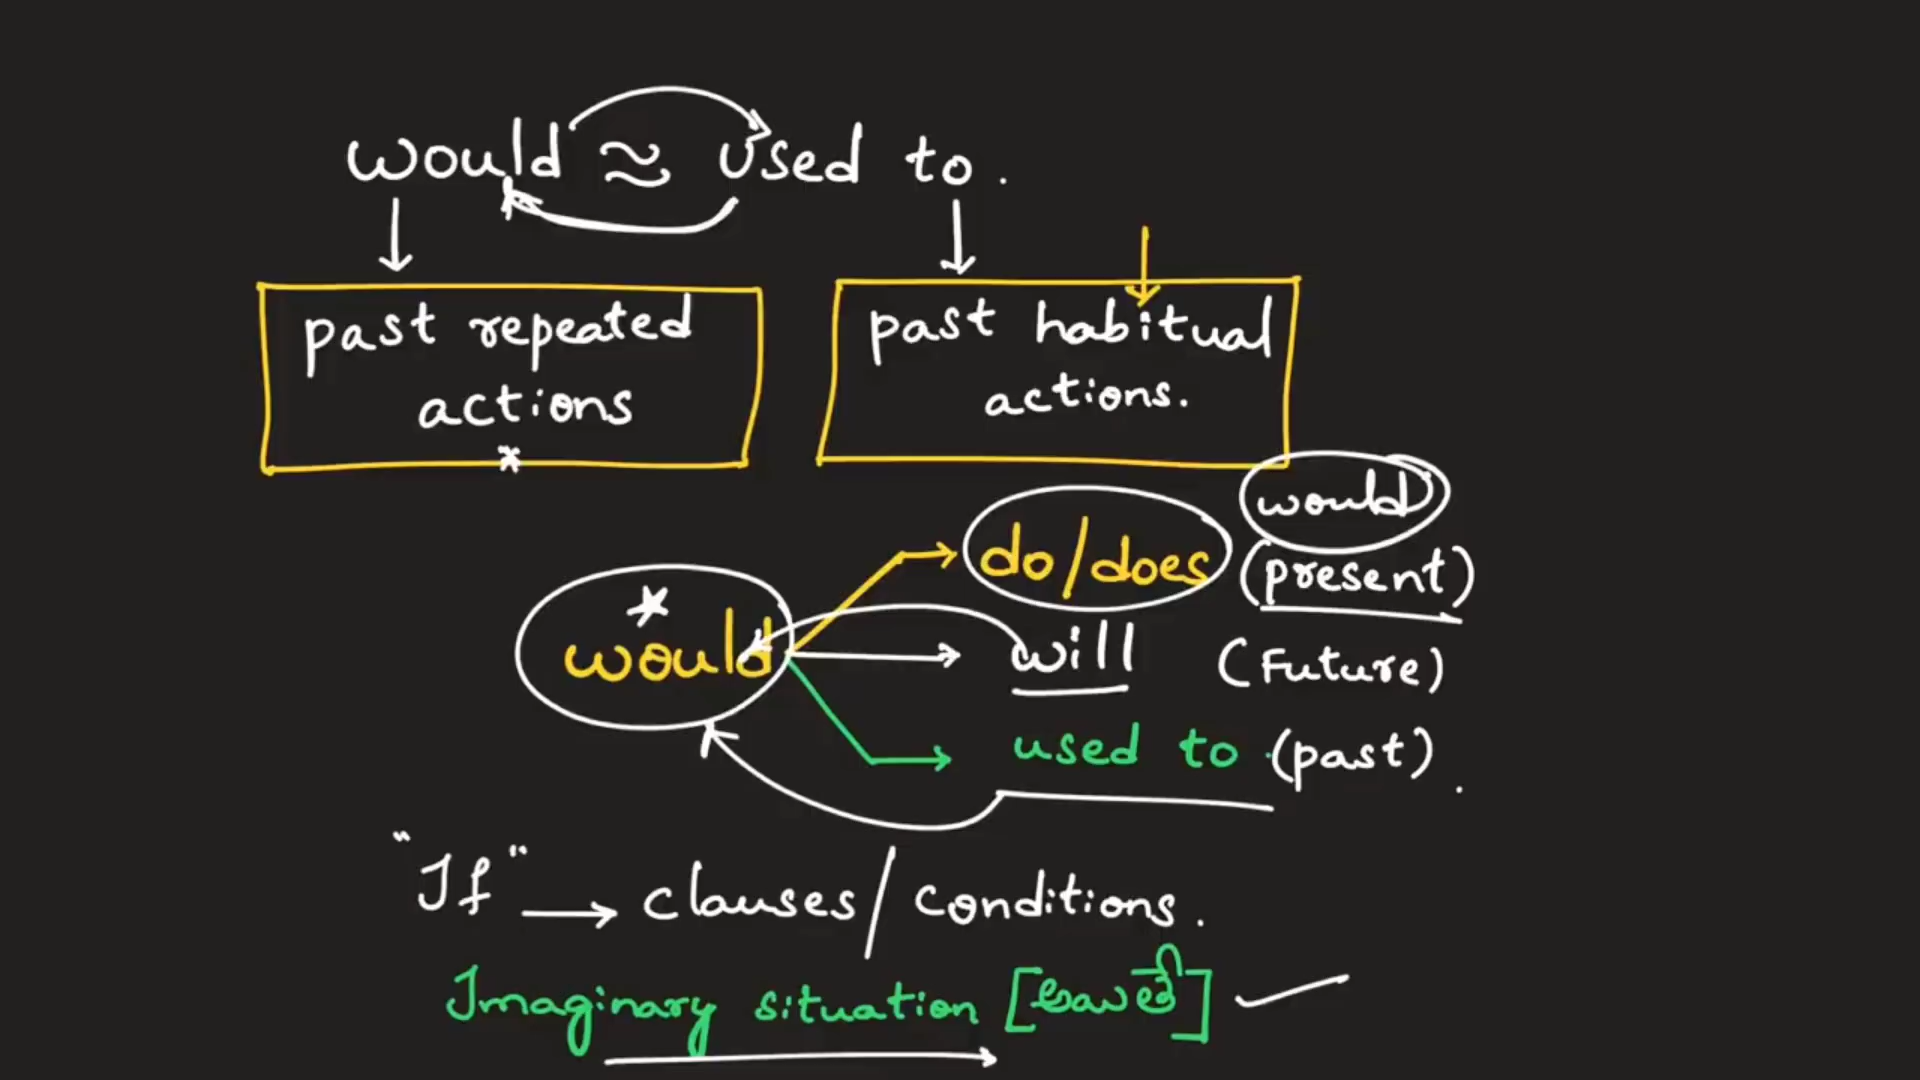 would ≈ used to.
past repeated actions
past habitual actions.
would
do/does (present)
would
will (Future)
used to (past).
"If" → clauses/conditions.
Imaginary situation